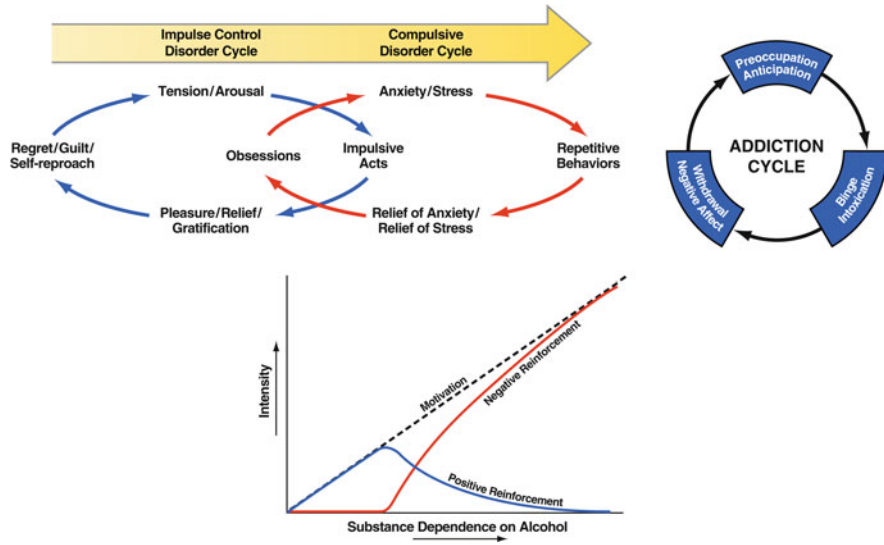 Impulse Control
Disorder Cycle
Compulsive
Disorder Cycle
Tension/Arousal
Anxiety/Stress
Regret/Guilt/
Self-reproach
Obsessions
Impulsive
Acts
Repetitive
Behaviors
Pleasure/Relief/
Gratification
Relief of Anxiety/
Relief of Stress
Preoccupation
Anticipation
ADDICTION
CYCLE
Withdrawal
Negative Affect
Binge
Intoxication
Intensity
Motivation
Negative Reinforcement
Positive Reinforcement
Substance Dependence on Alcohol